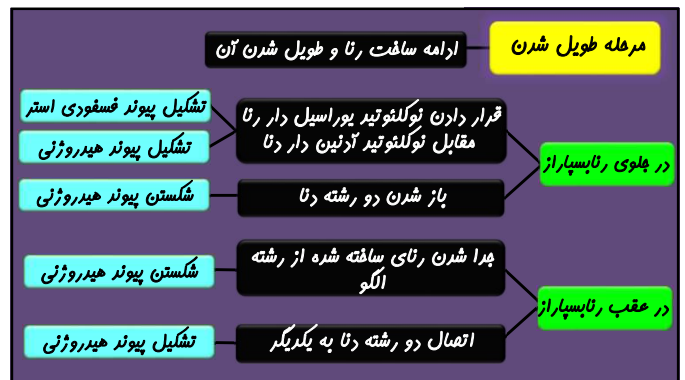 مرحله طویل شدن
ادامه ساخت رنا و طویل شدن آن
در جلوی رنابسپاراز
قرار دادن نوکلئوتید یوراسیل دار رنا
مقابل نوکلئوتید آدنین دار دنا
تشکیل پیوند فسفودی استر
تشکیل پیوند هیدروژنی
باز شدن دو رشته دنا
شکستن پیوند هیدروژنی
در عقب رنابسپاراز
جدا شدن رنای ساخته شده از رشته
الگو
شکستن پیوند هیدروژنی
اتصال دو رشته دنا به یکریگر
تشکیل پیوند هیدروژنی